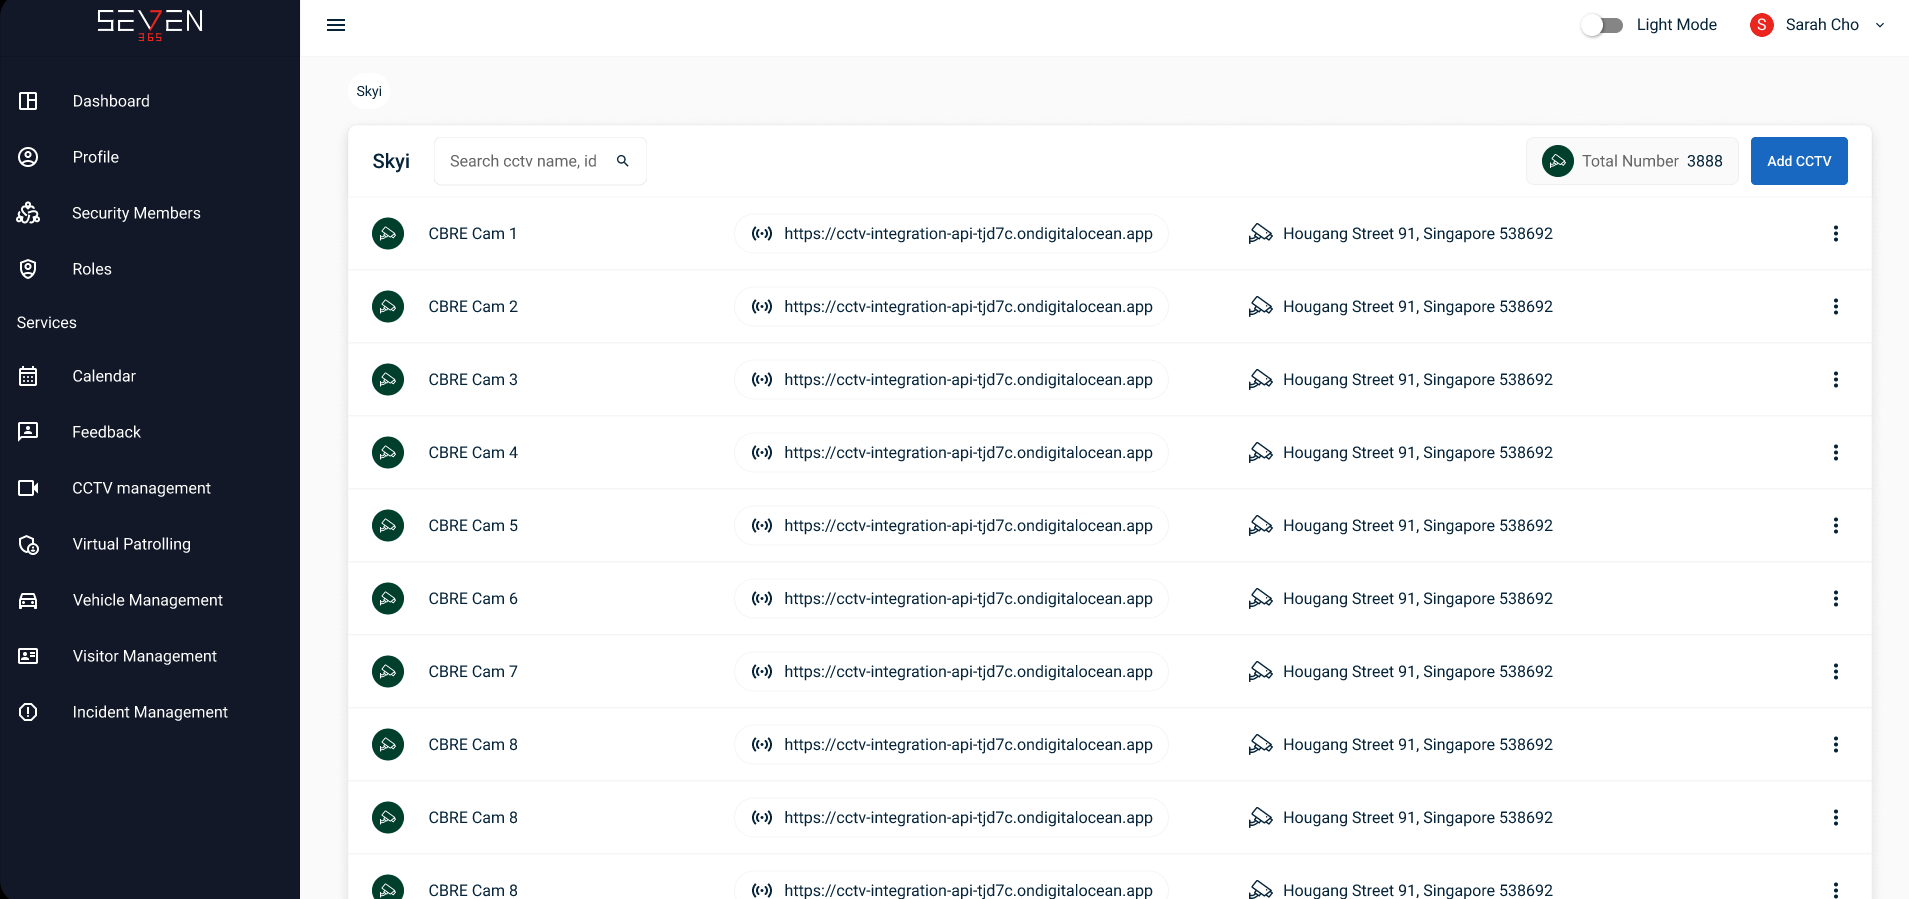 SEVEN
365
Dashboard
Profile
Security Members
Roles
Services
Calendar
Feedback
CCTV management
Virtual Patrolling
Vehicle Management
Visitor Management
Incident Management
Light Mode
S Sarah Cho
Skyi
Skyi Search cctv name, id Total Number 3888 Add CCTV
CBRE Cam 1 https://cctv-integration-api-tjd7c.ondigitalocean.app Hougang Street 91, Singapore 538692
CBRE Cam 2 https://cctv-integration-api-tjd7c.ondigitalocean.app Hougang Street 91, Singapore 538692
CBRE Cam 3 https://cctv-integration-api-tjd7c.ondigitalocean.app Hougang Street 91, Singapore 538692
CBRE Cam 4 https://cctv-integration-api-tjd7c.ondigitalocean.app Hougang Street 91, Singapore 538692
CBRE Cam 5 https://cctv-integration-api-tjd7c.ondigitalocean.app Hougang Street 91, Singapore 538692
CBRE Cam 6 https://cctv-integration-api-tjd7c.ondigitalocean.app Hougang Street 91, Singapore 538692
CBRE Cam 7 https://cctv-integration-api-tjd7c.ondigitalocean.app Hougang Street 91, Singapore 538692
CBRE Cam 8 https://cctv-integration-api-tjd7c.ondigitalocean.app Hougang Street 91, Singapore 538692
CBRE Cam 8 https://cctv-integration-api-tjd7c.ondigitalocean.app Hougang Street 91, Singapore 538692
CBRE Cam 8 https://cctv-integration-api-tjd7c.ondigitalocean.app Hougang Street 91, Singapore 538692